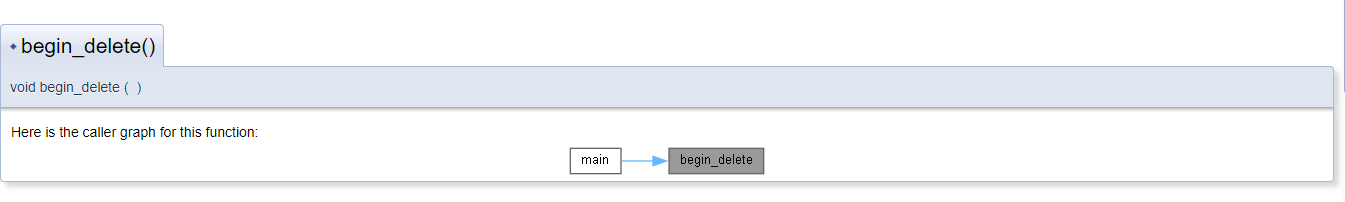 begin_delete()
void begin_delete ( )
Here is the caller graph for this function:
main begin_delete